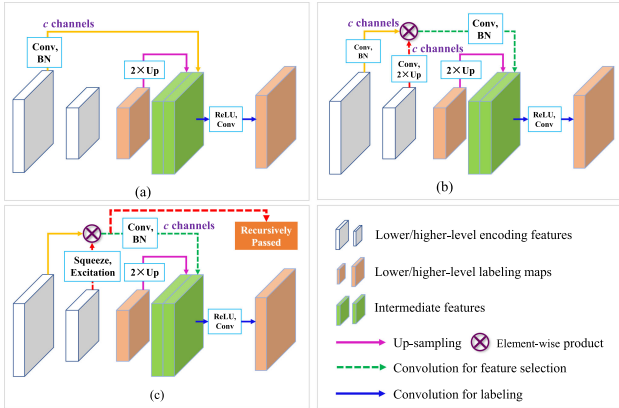 c channels
Conv,
BN
2×Up
ReLU,
Conv
(a)
c channels
Conv,
BN
Conv,
BN
c channels
Conv,
2×Up
2×Up
ReLU,
Conv
(b)
c channels
Conv,
BN
Recursively
Passed
Squeeze,
Excitation
2×Up
ReLU,
Conv
(c)
Lower/higher-level encoding features
Lower/higher-level labeling maps
Intermediate features
Up-sampling
Element-wise product
Convolution for feature selection
Convolution for labeling